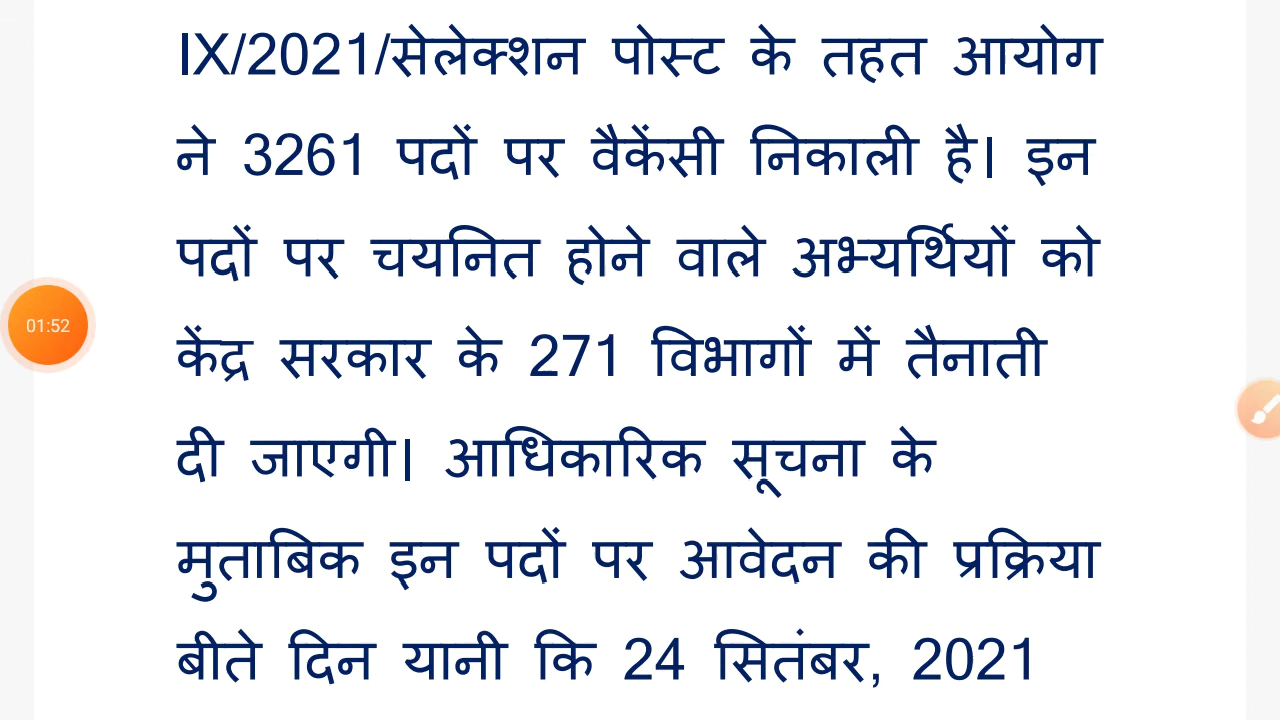 IX/2021/सेलेक्शन पोस्ट के तहत आयोग
ने 3261 पदों पर वैकेंसी निकाली है। इन
पदों पर चयनित होने वाले अभ्यर्थियों को
01:52
केंद्र सरकार के 271 विभागों में तैनाती
दी जाएगी। आधिकारिक सूचना के
मुताबिक इन पदों पर आवेदन की प्रक्रिया
बीते दिन यानी कि 24 सितंबर, 2021